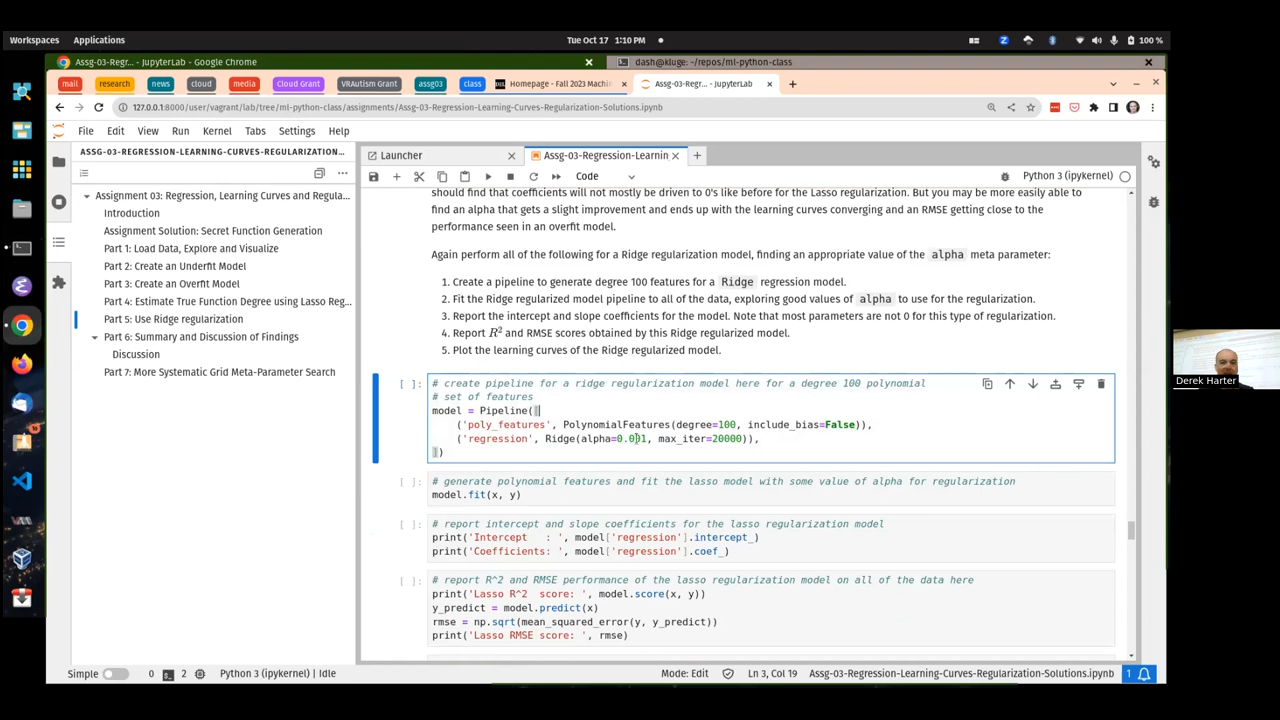 Workspaces Applications Tue Oct 17 1:10 PM 100 %
Assg-03-Regr... - JupyterLab - Google Chrome dash@kluge: ~/repos/ml-python-class
mail research news cloud media Cloud Grant VRAutism Grant assg03 class Homepage - Fall 2023 Machin Assg-03-Regr... - JupyterLab
127.0.0.1:8000/user/vagrant/lab/tree/ml-python-class/assignments/Assg-03-Regression-Learning-Curves-Regularization-Solutions.ipynb
File Edit View Run Kernel Tabs Settings Help
ASSG-03-REGRESSION-LEARNING-CURVES-REGULARIZATION...
Assignment 03: Regression, Learning Curves and Regula...
Introduction
Assignment Solution: Secret Function Generation
Part 1: Load Data, Explore and Visualize
Part 2: Create an Underfit Model
Part 3: Create an Overfit Model
Part 4: Estimate True Function Degree using Lasso Reg...
Part 5: Use Ridge regularization
Part 6: Summary and Discussion of Findings
Discussion
Part 7: More Systematic Grid Meta-Parameter Search
Launcher Assg-03-Regression-Learnin
Code Python 3 (ipykernel)
should find that coefficients will not mostly be driven to 0's like before for the Lasso regularization. But you may be more easily able to
find an alpha that gets a slight improvement and ends up with the learning curves converging and an RMSE getting close to the
performance seen in an overfit model.
Again perform all of the following for a Ridge regularization model, finding an appropriate value of the alpha meta parameter:
1. Create a pipeline to generate degree 100 features for a Ridge regression model.
2. Fit the Ridge regularized model pipeline to all of the data, exploring good values of alpha to use for the regularization.
3. Report the intercept and slope coefficients for the model. Note that most parameters are not 0 for this type of regularization.
4. Report R² and RMSE scores obtained by this Ridge regularized model.
5. Plot the learning curves of the Ridge regularized model.
[ ]: # create pipeline for a ridge regularization model here for a degree 100 polynomial
# set of features
model = Pipeline([
('poly_features', PolynomialFeatures(degree=100, include_bias=False)),
('regression', Ridge(alpha=0.001, max_iter=20000)),
])
[ ]: # generate polynomial features and fit the lasso model with some value of alpha for regularization
model.fit(x, y)
[ ]: # report intercept and slope coefficients for the lasso regularization model
print('Intercept   : ', model['regression'].intercept_)
print('Coefficients: ', model['regression'].coef_)
[ ]: # report R^2 and RMSE performance of the lasso regularization model on all of the data here
print('Lasso R^2  score: ', model.score(x, y))
y_predict = model.predict(x)
rmse = np.sqrt(mean_squared_error(y, y_predict))
print('Lasso RMSE score: ', rmse)
Simple 0 2 Python 3 (ipykernel) | Idle Mode: Edit Ln 3, Col 19 Assg-03-Regression-Learning-Curves-Regularization-Solutions.ipynb 1
Derek Harter